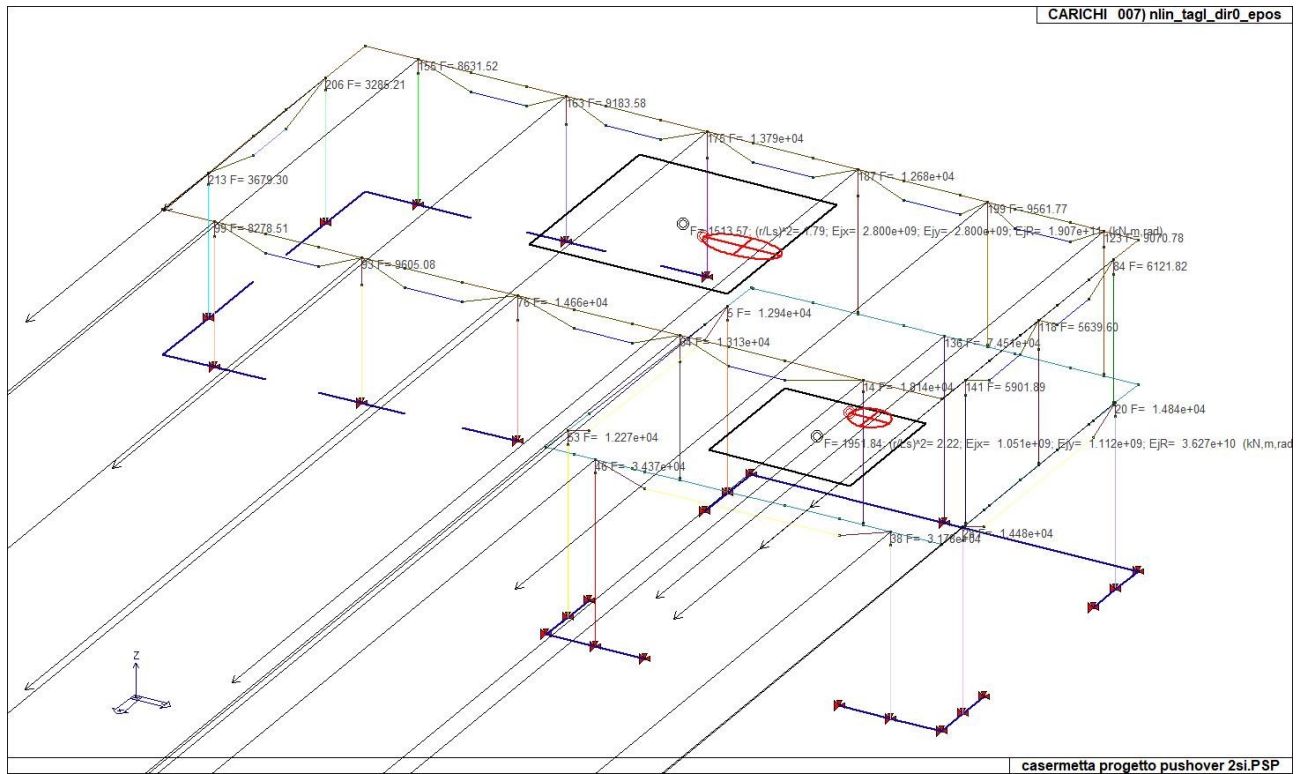 CARICHI 007) nlin_tagl_dir0_epos
155 F= 8631.52
206 F= 3285.21
163 F= 9183.58
175 F= 1.379e+04
187 F= 1.268e+04
213 F= 3679.30
199 F= 9561.77
99 F= 8278.51
F= 1513.57; (r/Ls)^2= 1.79; Ejx= 2.800e+09; Ejy= 2.800e+09; EjR= 1.907e+11 (kN,m,rad)
123 F= 9070.78
93 F= 9605.08
84 F= 6121.82
76 F= 1.466e+04
5 F= 1.294e+04
118 F= 5639.60
64 F= 1.313e+04
136 F= 7.451e+04
14 F= 1.814e+04
141 F= 5901.89
20 F= 1.484e+04
53 F= 1.227e+04
F= 1951.84; (r/Ls)^2= 2.22; Ejx= 1.051e+09; Ejy= 1.112e+09; EjR= 3.627e+10 (kN,m,rad
46 F= 3.437e+04
38 F= 3.178e+04
F= 1.448e+04
Z
casermetta progetto pushover 2si.PSP